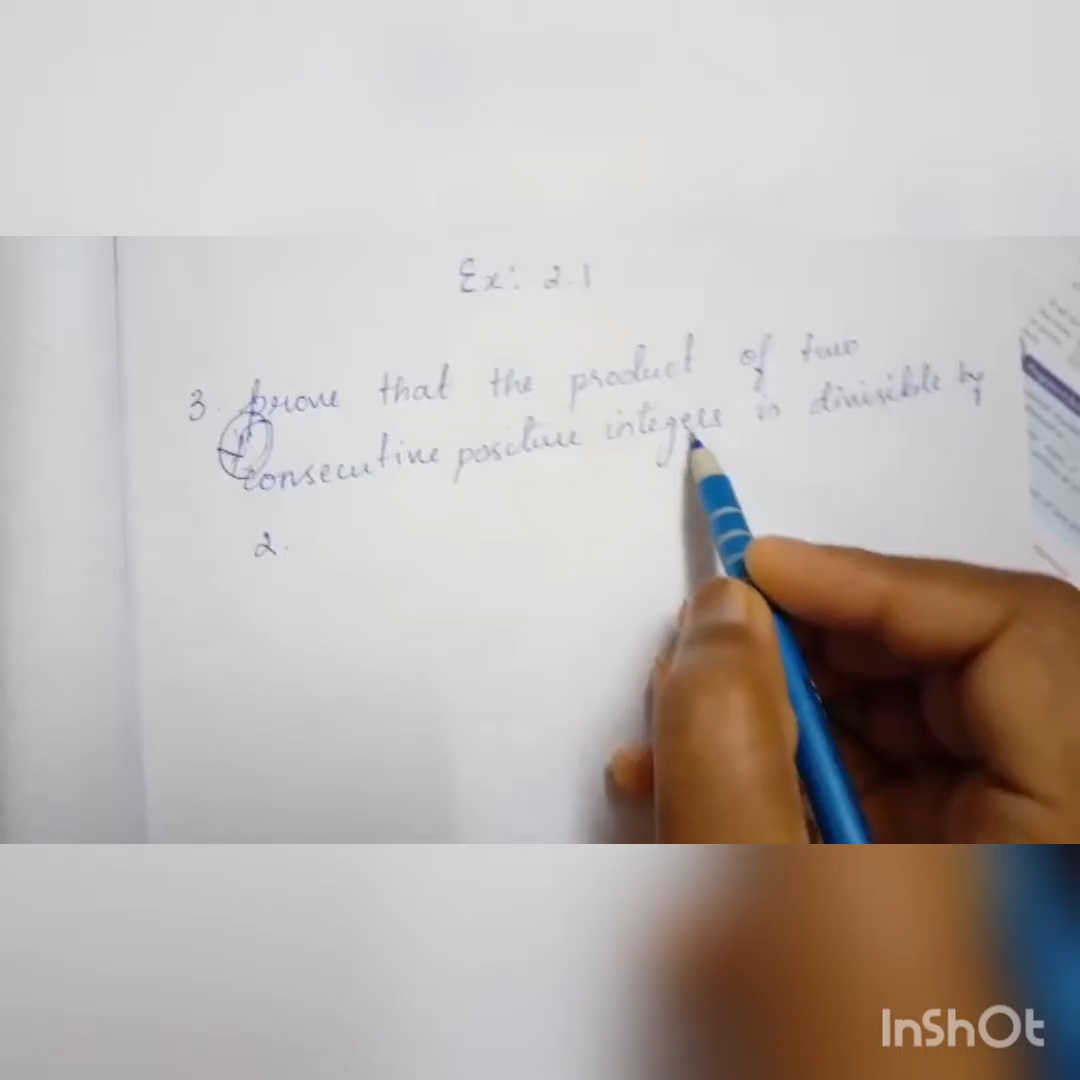 Ex: 2.1
3. prove that the product of two
consecutive positive integers is divisible by
2.
InShOt